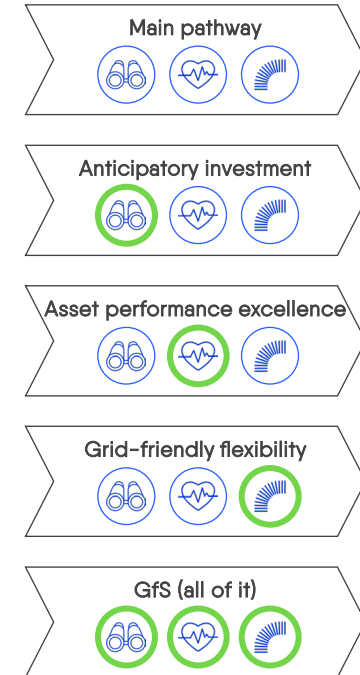 Main pathway
Anticipatory investment
Asset performance excellence
Grid-friendly flexibility
GfS (all of it)